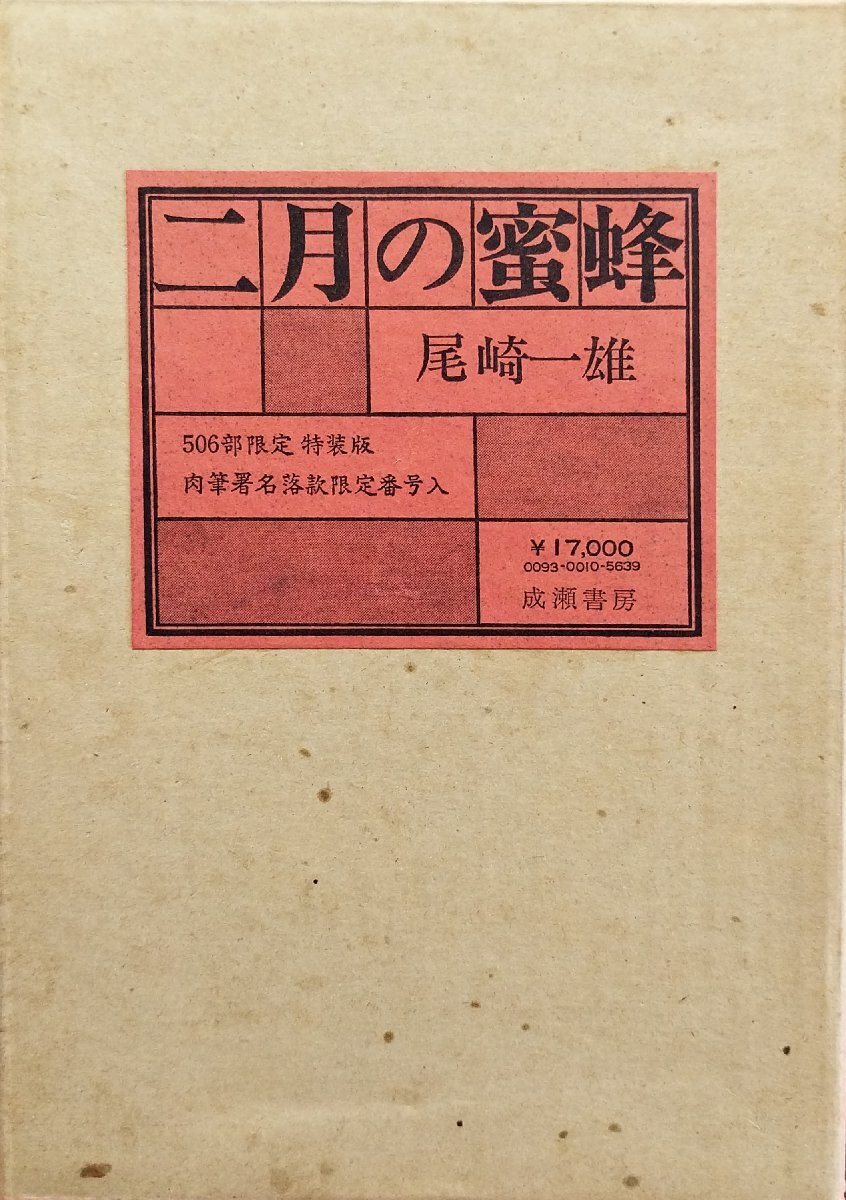 二月の蜜蜂
尾崎一雄
506部限定 特装版
肉筆署名落款限定番号入
¥17,000
0093-0010-5639
成瀬書房